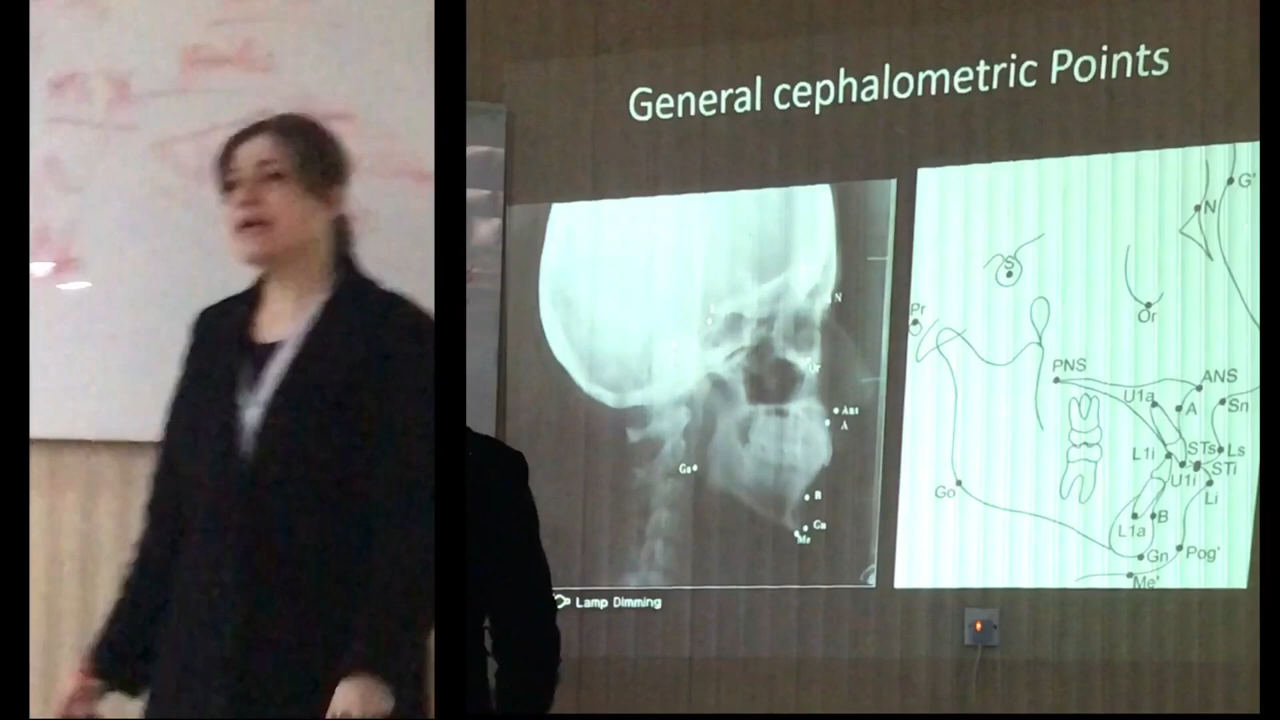 General cephalometric Points
N
Or
Ans
A
Go
B
Gn
Me
Lamp Dimming
G'
N
S
Or
Pr
PNS
ANS
U1a
A
Sn
L1i
STs
Ls
STi
U1i
Li
Go
L1a
B
Gn
Pog'
Me'